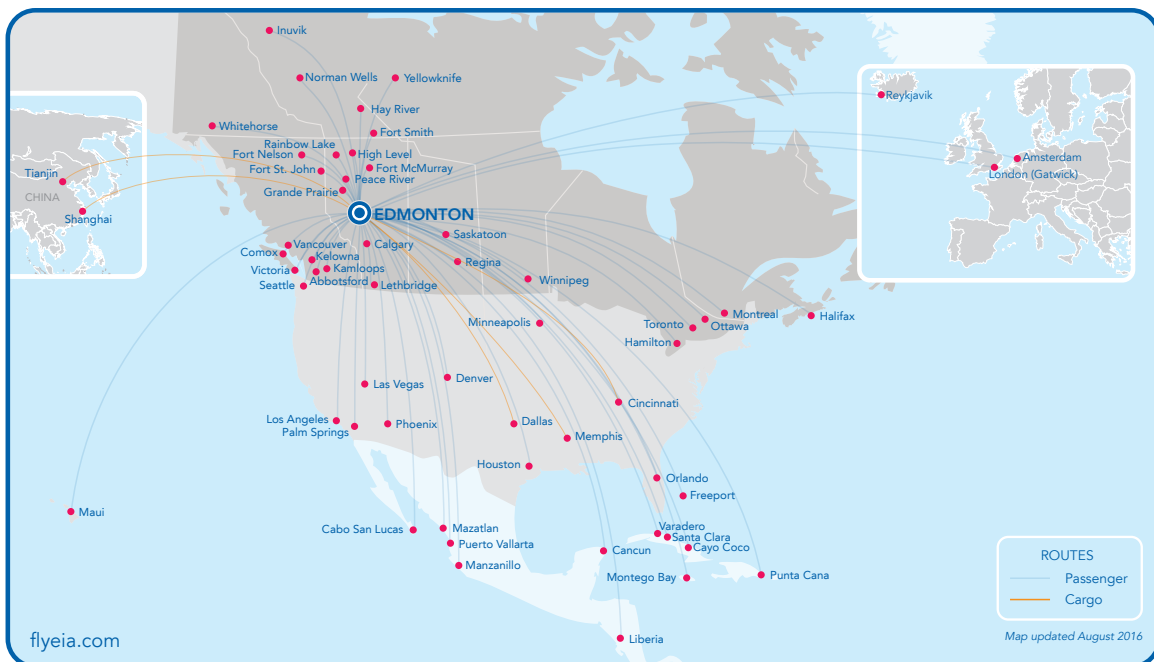 Inuvik
Norman Wells
Yellowknife
Hay River
Whitehorse
Fort Smith
Rainbow Lake
Fort Nelson
High Level
Fort St. John
Fort McMurray
Peace River
Grande Prairie
EDMONTON
Tianjin
CHINA
Shanghai
Reykjavik
Amsterdam
London (Gatwick)
Saskatoon
Vancouver
Calgary
Comox
Kelowna
Regina
Victoria
Kamloops
Abbotsford
Seattle
Lethbridge
Winnipeg
Minneapolis
Toronto
Montreal
Ottawa
Halifax
Hamilton
Las Vegas
Denver
Cincinnati
Los Angeles
Palm Springs
Phoenix
Dallas
Memphis
Houston
Orlando
Freeport
Maui
Cabo San Lucas
Mazatlan
Puerto Vallarta
Manzanillo
Varadero
Santa Clara
Cayo Coco
Cancun
Montego Bay
Punta Cana
Liberia
ROUTES
Passenger
Cargo
flyeia.com
Map updated August 2016